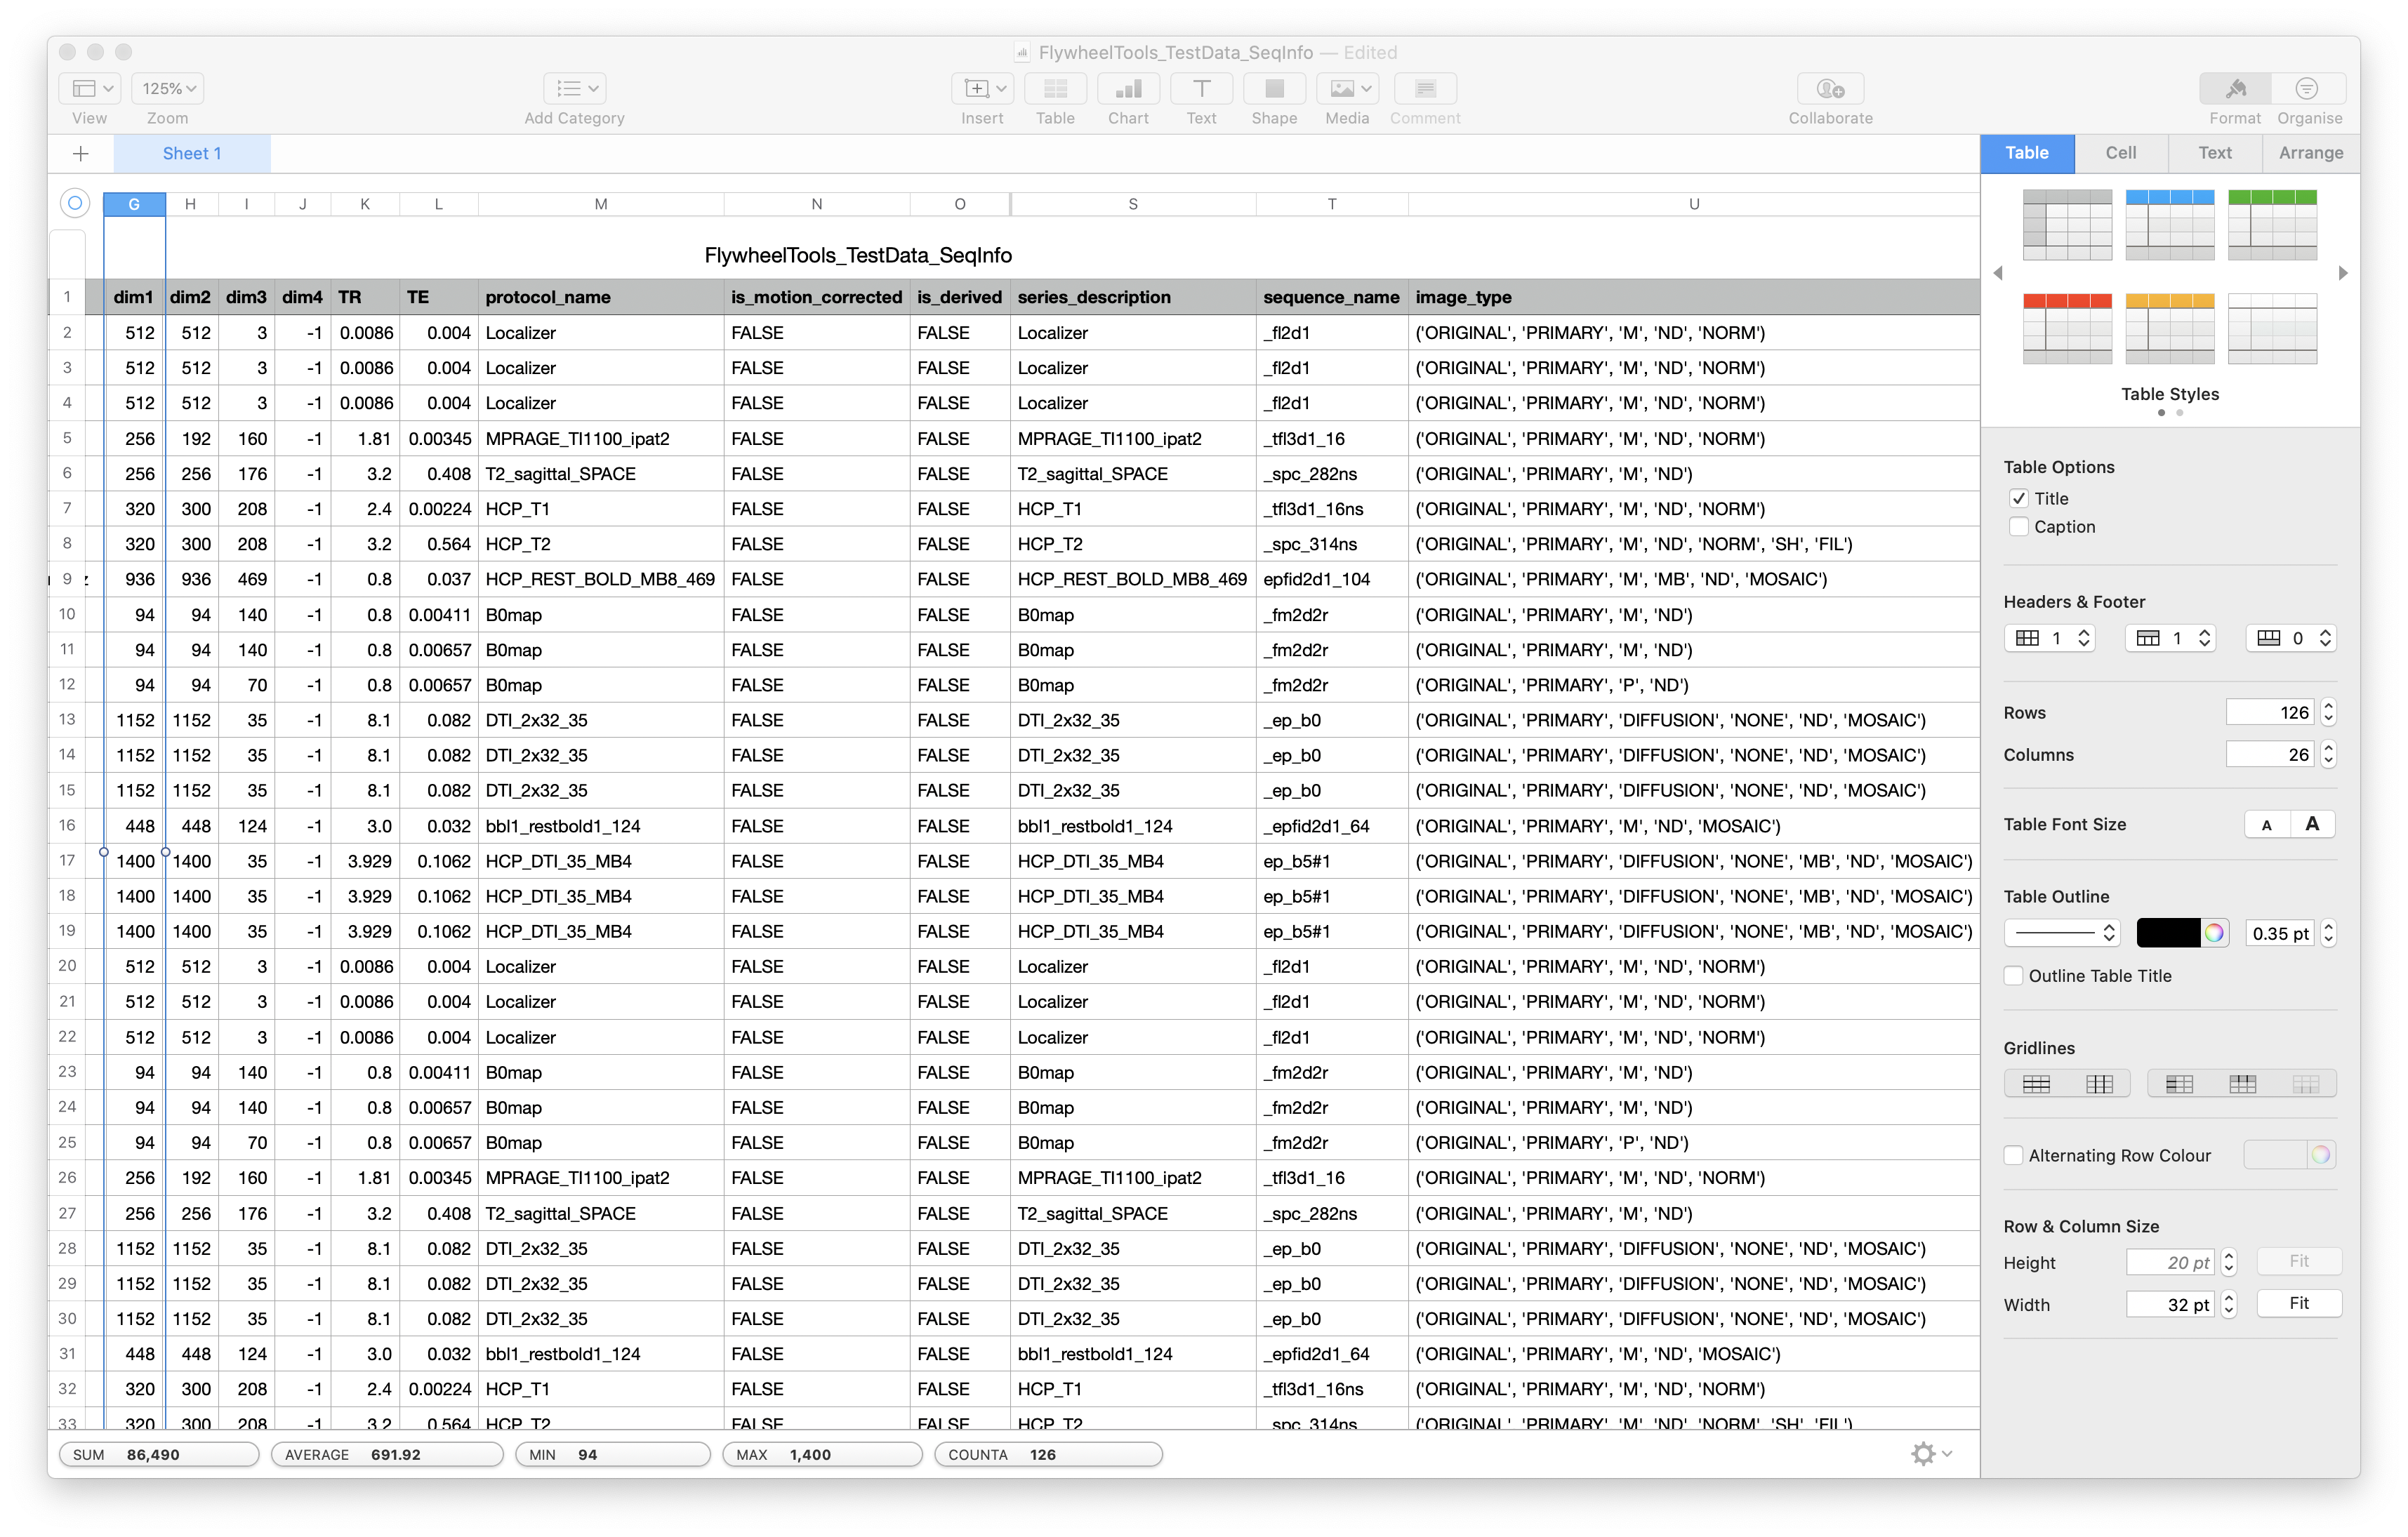 FlywheelTools_TestData_SeqInfo — Edited
125%
View Zoom Add Category Insert Table Chart Text Shape Media Comment Collaborate Format Organise
Sheet 1
Table Cell Text Arrange
G H I J K L M N O S T U
FlywheelTools_TestData_SeqInfo
1 dim1 dim2 dim3 dim4 TR TE protocol_name is_motion_corrected is_derived series_description sequence_name image_type
2 512 512 3 -1 0.0086 0.004 Localizer FALSE FALSE Localizer _fl2d1 ('ORIGINAL', 'PRIMARY', 'M', 'ND', 'NORM')
3 512 512 3 -1 0.0086 0.004 Localizer FALSE FALSE Localizer _fl2d1 ('ORIGINAL', 'PRIMARY', 'M', 'ND', 'NORM')
4 512 512 3 -1 0.0086 0.004 Localizer FALSE FALSE Localizer _fl2d1 ('ORIGINAL', 'PRIMARY', 'M', 'ND', 'NORM')
5 256 192 160 -1 1.81 0.00345 MPRAGE_TI1100_ipat2 FALSE FALSE MPRAGE_TI1100_ipat2 _tfl3d1_16 ('ORIGINAL', 'PRIMARY', 'M', 'ND', 'NORM')
6 256 256 176 -1 3.2 0.408 T2_sagittal_SPACE FALSE FALSE T2_sagittal_SPACE _spc_282ns ('ORIGINAL', 'PRIMARY', 'M', 'ND')
7 320 300 208 -1 2.4 0.00224 HCP_T1 FALSE FALSE HCP_T1 _tfl3d1_16ns ('ORIGINAL', 'PRIMARY', 'M', 'ND', 'NORM')
8 320 300 208 -1 3.2 0.564 HCP_T2 FALSE FALSE HCP_T2 _spc_314ns ('ORIGINAL', 'PRIMARY', 'M', 'ND', 'NORM', 'SH', 'FIL')
9 936 936 469 -1 0.8 0.037 HCP_REST_BOLD_MB8_469 FALSE FALSE HCP_REST_BOLD_MB8_469 epfid2d1_104 ('ORIGINAL', 'PRIMARY', 'M', 'MB', 'ND', 'MOSAIC')
10 94 94 140 -1 0.8 0.00411 B0map FALSE FALSE B0map _fm2d2r ('ORIGINAL', 'PRIMARY', 'M', 'ND')
11 94 94 140 -1 0.8 0.00657 B0map FALSE FALSE B0map _fm2d2r ('ORIGINAL', 'PRIMARY', 'M', 'ND')
12 94 94 70 -1 0.8 0.00657 B0map FALSE FALSE B0map _fm2d2r ('ORIGINAL', 'PRIMARY', 'P', 'ND')
13 1152 1152 35 -1 8.1 0.082 DTI_2x32_35 FALSE FALSE DTI_2x32_35 _ep_b0 ('ORIGINAL', 'PRIMARY', 'DIFFUSION', 'NONE', 'ND', 'MOSAIC')
14 1152 1152 35 -1 8.1 0.082 DTI_2x32_35 FALSE FALSE DTI_2x32_35 _ep_b0 ('ORIGINAL', 'PRIMARY', 'DIFFUSION', 'NONE', 'ND', 'MOSAIC')
15 1152 1152 35 -1 8.1 0.082 DTI_2x32_35 FALSE FALSE DTI_2x32_35 _ep_b0 ('ORIGINAL', 'PRIMARY', 'DIFFUSION', 'NONE', 'ND', 'MOSAIC')
16 448 448 124 -1 3.0 0.032 bbl1_restbold1_124 FALSE FALSE bbl1_restbold1_124 _epfid2d1_64 ('ORIGINAL', 'PRIMARY', 'M', 'ND', 'MOSAIC')
17 1400 1400 35 -1 3.929 0.1062 HCP_DTI_35_MB4 FALSE FALSE HCP_DTI_35_MB4 ep_b5#1 ('ORIGINAL', 'PRIMARY', 'DIFFUSION', 'NONE', 'MB', 'ND', 'MOSAIC')
18 1400 1400 35 -1 3.929 0.1062 HCP_DTI_35_MB4 FALSE FALSE HCP_DTI_35_MB4 ep_b5#1 ('ORIGINAL', 'PRIMARY', 'DIFFUSION', 'NONE', 'MB', 'ND', 'MOSAIC')
19 1400 1400 35 -1 3.929 0.1062 HCP_DTI_35_MB4 FALSE FALSE HCP_DTI_35_MB4 ep_b5#1 ('ORIGINAL', 'PRIMARY', 'DIFFUSION', 'NONE', 'MB', 'ND', 'MOSAIC')
20 512 512 3 -1 0.0086 0.004 Localizer FALSE FALSE Localizer _fl2d1 ('ORIGINAL', 'PRIMARY', 'M', 'ND', 'NORM')
21 512 512 3 -1 0.0086 0.004 Localizer FALSE FALSE Localizer _fl2d1 ('ORIGINAL', 'PRIMARY', 'M', 'ND', 'NORM')
22 512 512 3 -1 0.0086 0.004 Localizer FALSE FALSE Localizer _fl2d1 ('ORIGINAL', 'PRIMARY', 'M', 'ND', 'NORM')
23 94 94 140 -1 0.8 0.00411 B0map FALSE FALSE B0map _fm2d2r ('ORIGINAL', 'PRIMARY', 'M', 'ND')
24 94 94 140 -1 0.8 0.00657 B0map FALSE FALSE B0map _fm2d2r ('ORIGINAL', 'PRIMARY', 'M', 'ND')
25 94 94 70 -1 0.8 0.00657 B0map FALSE FALSE B0map _fm2d2r ('ORIGINAL', 'PRIMARY', 'P', 'ND')
26 256 192 160 -1 1.81 0.00345 MPRAGE_TI1100_ipat2 FALSE FALSE MPRAGE_TI1100_ipat2 _tfl3d1_16 ('ORIGINAL', 'PRIMARY', 'M', 'ND', 'NORM')
27 256 256 176 -1 3.2 0.408 T2_sagittal_SPACE FALSE FALSE T2_sagittal_SPACE _spc_282ns ('ORIGINAL', 'PRIMARY', 'M', 'ND')
28 1152 1152 35 -1 8.1 0.082 DTI_2x32_35 FALSE FALSE DTI_2x32_35 _ep_b0 ('ORIGINAL', 'PRIMARY', 'DIFFUSION', 'NONE', 'ND', 'MOSAIC')
29 1152 1152 35 -1 8.1 0.082 DTI_2x32_35 FALSE FALSE DTI_2x32_35 _ep_b0 ('ORIGINAL', 'PRIMARY', 'DIFFUSION', 'NONE', 'ND', 'MOSAIC')
30 1152 1152 35 -1 8.1 0.082 DTI_2x32_35 FALSE FALSE DTI_2x32_35 _ep_b0 ('ORIGINAL', 'PRIMARY', 'DIFFUSION', 'NONE', 'ND', 'MOSAIC')
31 448 448 124 -1 3.0 0.032 bbl1_restbold1_124 FALSE FALSE bbl1_restbold1_124 _epfid2d1_64 ('ORIGINAL', 'PRIMARY', 'M', 'ND', 'MOSAIC')
32 320 300 208 -1 2.4 0.00224 HCP_T1 FALSE FALSE HCP_T1 _tfl3d1_16ns ('ORIGINAL', 'PRIMARY', 'M', 'ND', 'NORM')
33 320 300 208 -1 3.2 0.564 HCP_T2 FALSE FALSE HCP_T2 _spc_314ns ('ORIGINAL', 'PRIMARY', 'M', 'ND', 'NORM', 'SH', 'FIL')
SUM 86,490 AVERAGE 691.92 MIN 94 MAX 1,400 COUNTA 126
Table Styles
Table Options
Title
Caption
Headers & Footer
1 1 0
Rows 126
Columns 26
Table Font Size A A
Table Outline
0.35 pt
Outline Table Title
Gridlines
Alternating Row Colour
Row & Column Size
Height 20 pt Fit
Width 32 pt Fit